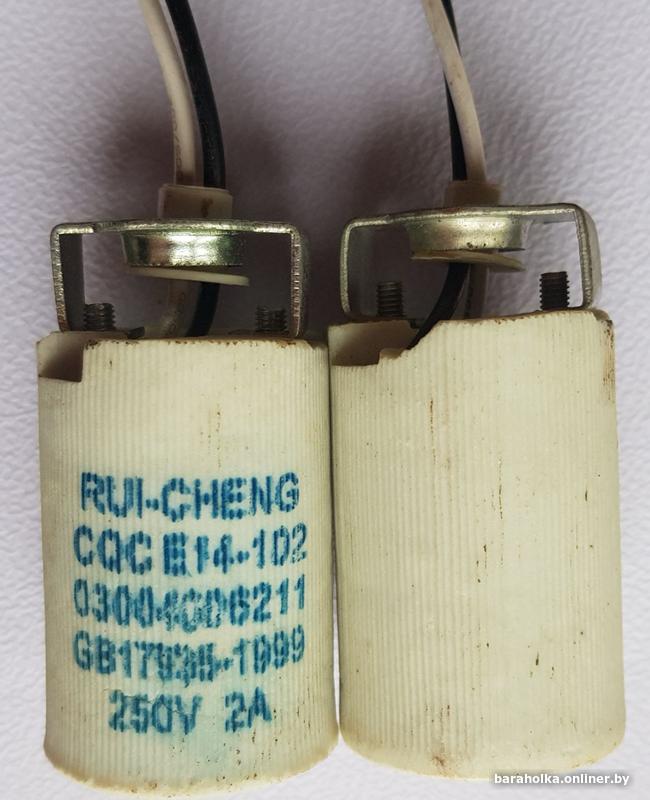 RUI-CHENG
CQC E14-102
03004006211
GB17935-1999
250V 2A
baraholka.onliner.by